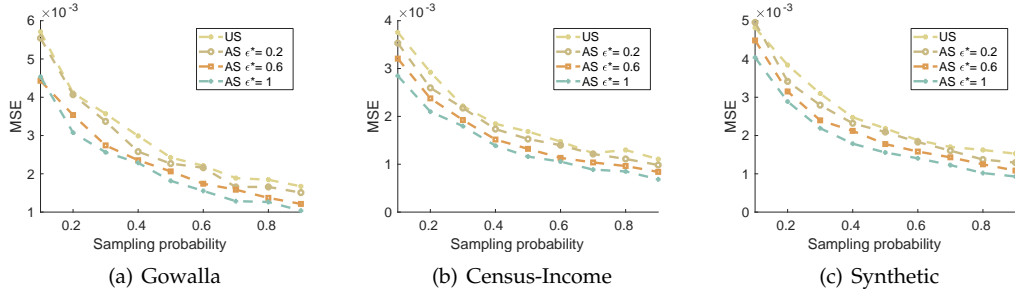 ×10⁻³
6
5
4
3
2
1
MSE
0.2 0.4 0.6 0.8
Sampling probability
US
AS ϵ*= 0.2
AS ϵ*= 0.6
AS ϵ*= 1
(a) Gowalla
×10⁻³
4
3
2
1
0
MSE
0.2 0.4 0.6 0.8
Sampling probability
US
AS ϵ*= 0.2
AS ϵ*= 0.6
AS ϵ*= 1
(b) Census-Income
×10⁻³
5
4
3
2
1
0
MSE
0.2 0.4 0.6 0.8
Sampling probability
US
AS ϵ*= 0.2
AS ϵ*= 0.6
AS ϵ*= 1
(c) Synthetic